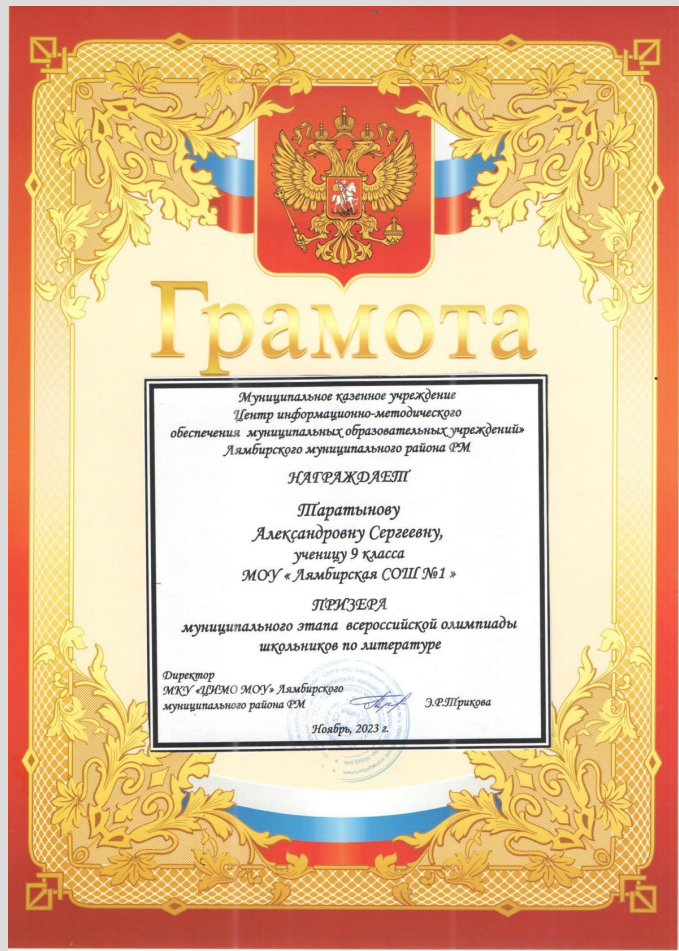 Грамота
Муниципальное казенное учреждение
Центр информационно-методического
обеспечения муниципальных образовательных учреждений»
Лямбирского муниципального района РМ
НАГРАЖДАЕТ
Таратынову
Александровну Сергеевну,
ученицу 9 класса
МОУ « Лямбирская СОШ №1 »
ПРИЗЕРА
муниципального этапа всероссийской олимпиады
школьников по литературе
Директор
МКУ «ЦИМО МОУ» Лямбирского
муниципального района РМ Э.Р.Трикова
Ноябрь, 2023 г.